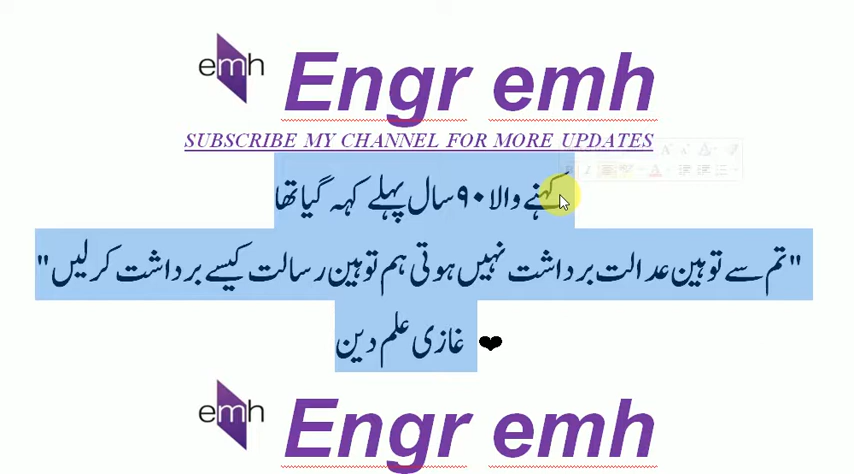 emh Engr emh
SUBSCRIBE MY CHANNEL FOR MORE UPDATES
کہنے والا ۹۰ سال پہلے کہہ گیا تھا
"تم سے توہین عدالت برداشت نہیں ہوتی ہم توہین رسالت کیسے برداشت کرلیں"
غازی علم دین ❤
emh Engr emh